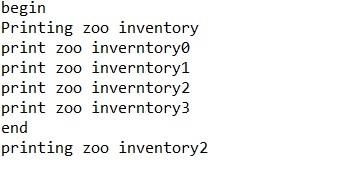 begin
Printing zoo inventory
print zoo inverntory0
print zoo inverntory1
print zoo inverntory2
print zoo inverntory3
end
printing zoo inventory2